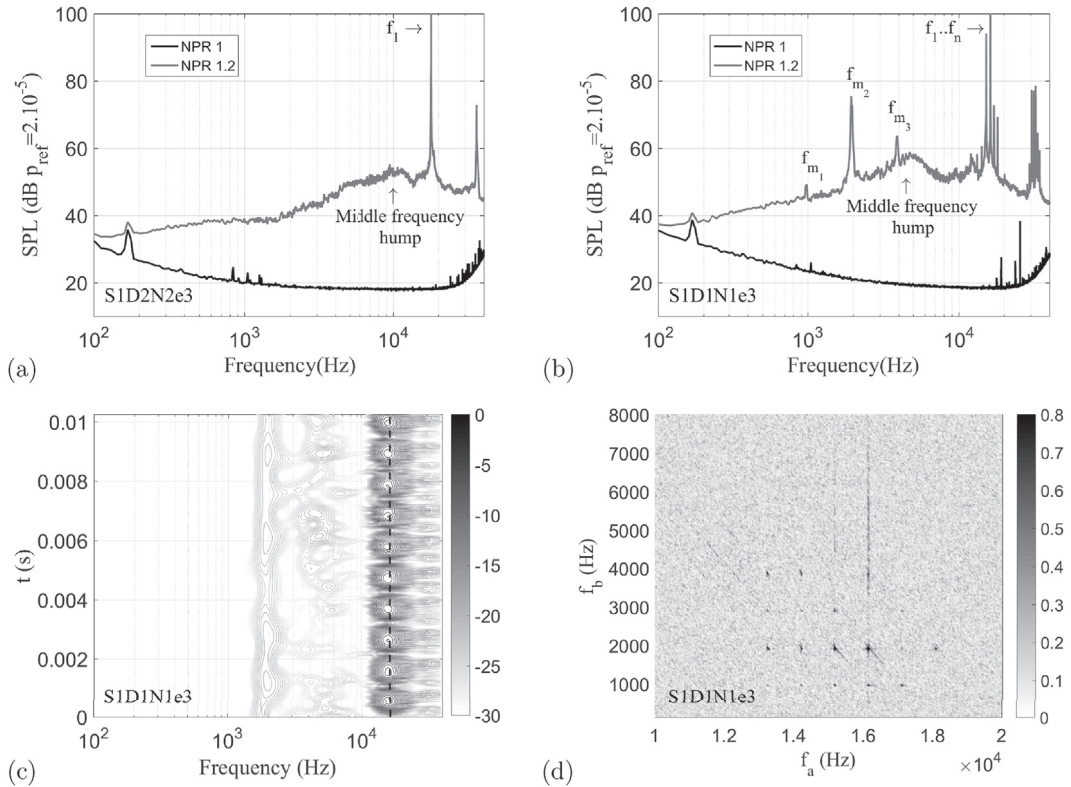 100
80
60
40
20
SPL (dB p_ref=2.10^-5)
f_1 →
NPR 1
NPR 1.2
↑
Middle frequency
hump
S1D2N2e3
10^2 10^3 10^4
Frequency(Hz)
(a)
100
80
60
40
20
SPL (dB p_ref=2.10^-5)
f_1..f_n →
NPR 1
NPR 1.2
f_m_2
f_m_3
f_m_1
↑
Middle frequency
hump
S1D1N1e3
10^2 10^3 10^4
Frequency(Hz)
(b)
0.01
0.008
0.006
0.004
0.002
0
t (s)
S1D1N1e3
10^2 10^3 10^4
Frequency (Hz)
0
-5
-10
-15
-20
-25
-30
(c)
8000
7000
6000
5000
4000
3000
2000
1000
f_b (Hz)
S1D1N1e3
1 1.2 1.4 1.6 1.8 2
f_a (Hz)
×10^4
0.8
0.7
0.6
0.5
0.4
0.3
0.2
0.1
0
(d)